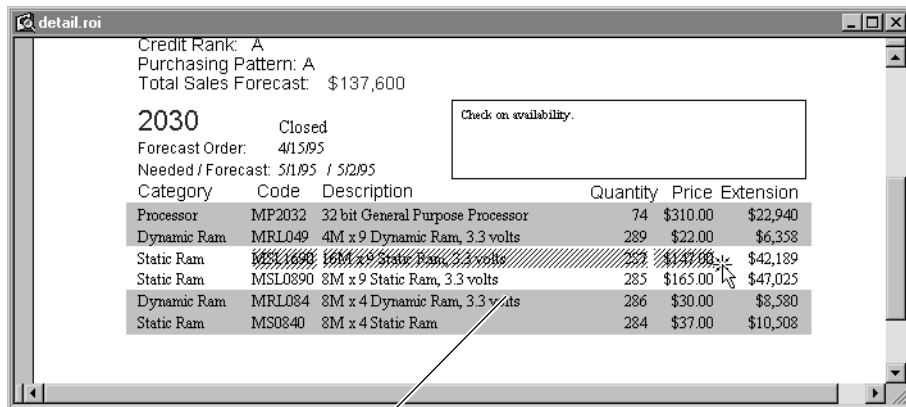 detail.roi
Credit Rank: A
Purchasing Pattern: A
Total Sales Forecast: $137,600
2030 Closed
Check on availability.
Forecast Order: 4/15/95
Needed / Forecast: 5/1/95 / 5/2/95
Category Code Description Quantity Price Extension
Processor MP2032 32 bit General Purpose Processor 74 $310.00 $22,940
Dynamic Ram MRL049 4M x 9 Dynamic Ram, 3.3 volts 289 $22.00 $6,358
Static Ram MSL1690 16M x 9 Static Ram, 3.3 volts 287 $147.00 $42,189
Static Ram MSL0890 8M x 9 Static Ram, 3.3 volts 285 $165.00 $47,025
Dynamic Ram MRL084 8M x 4 Dynamic Ram, 3.3 volts 286 $30.00 $8,580
Static Ram MS0840 8M x 4 Static Ram 284 $37.00 $10,508